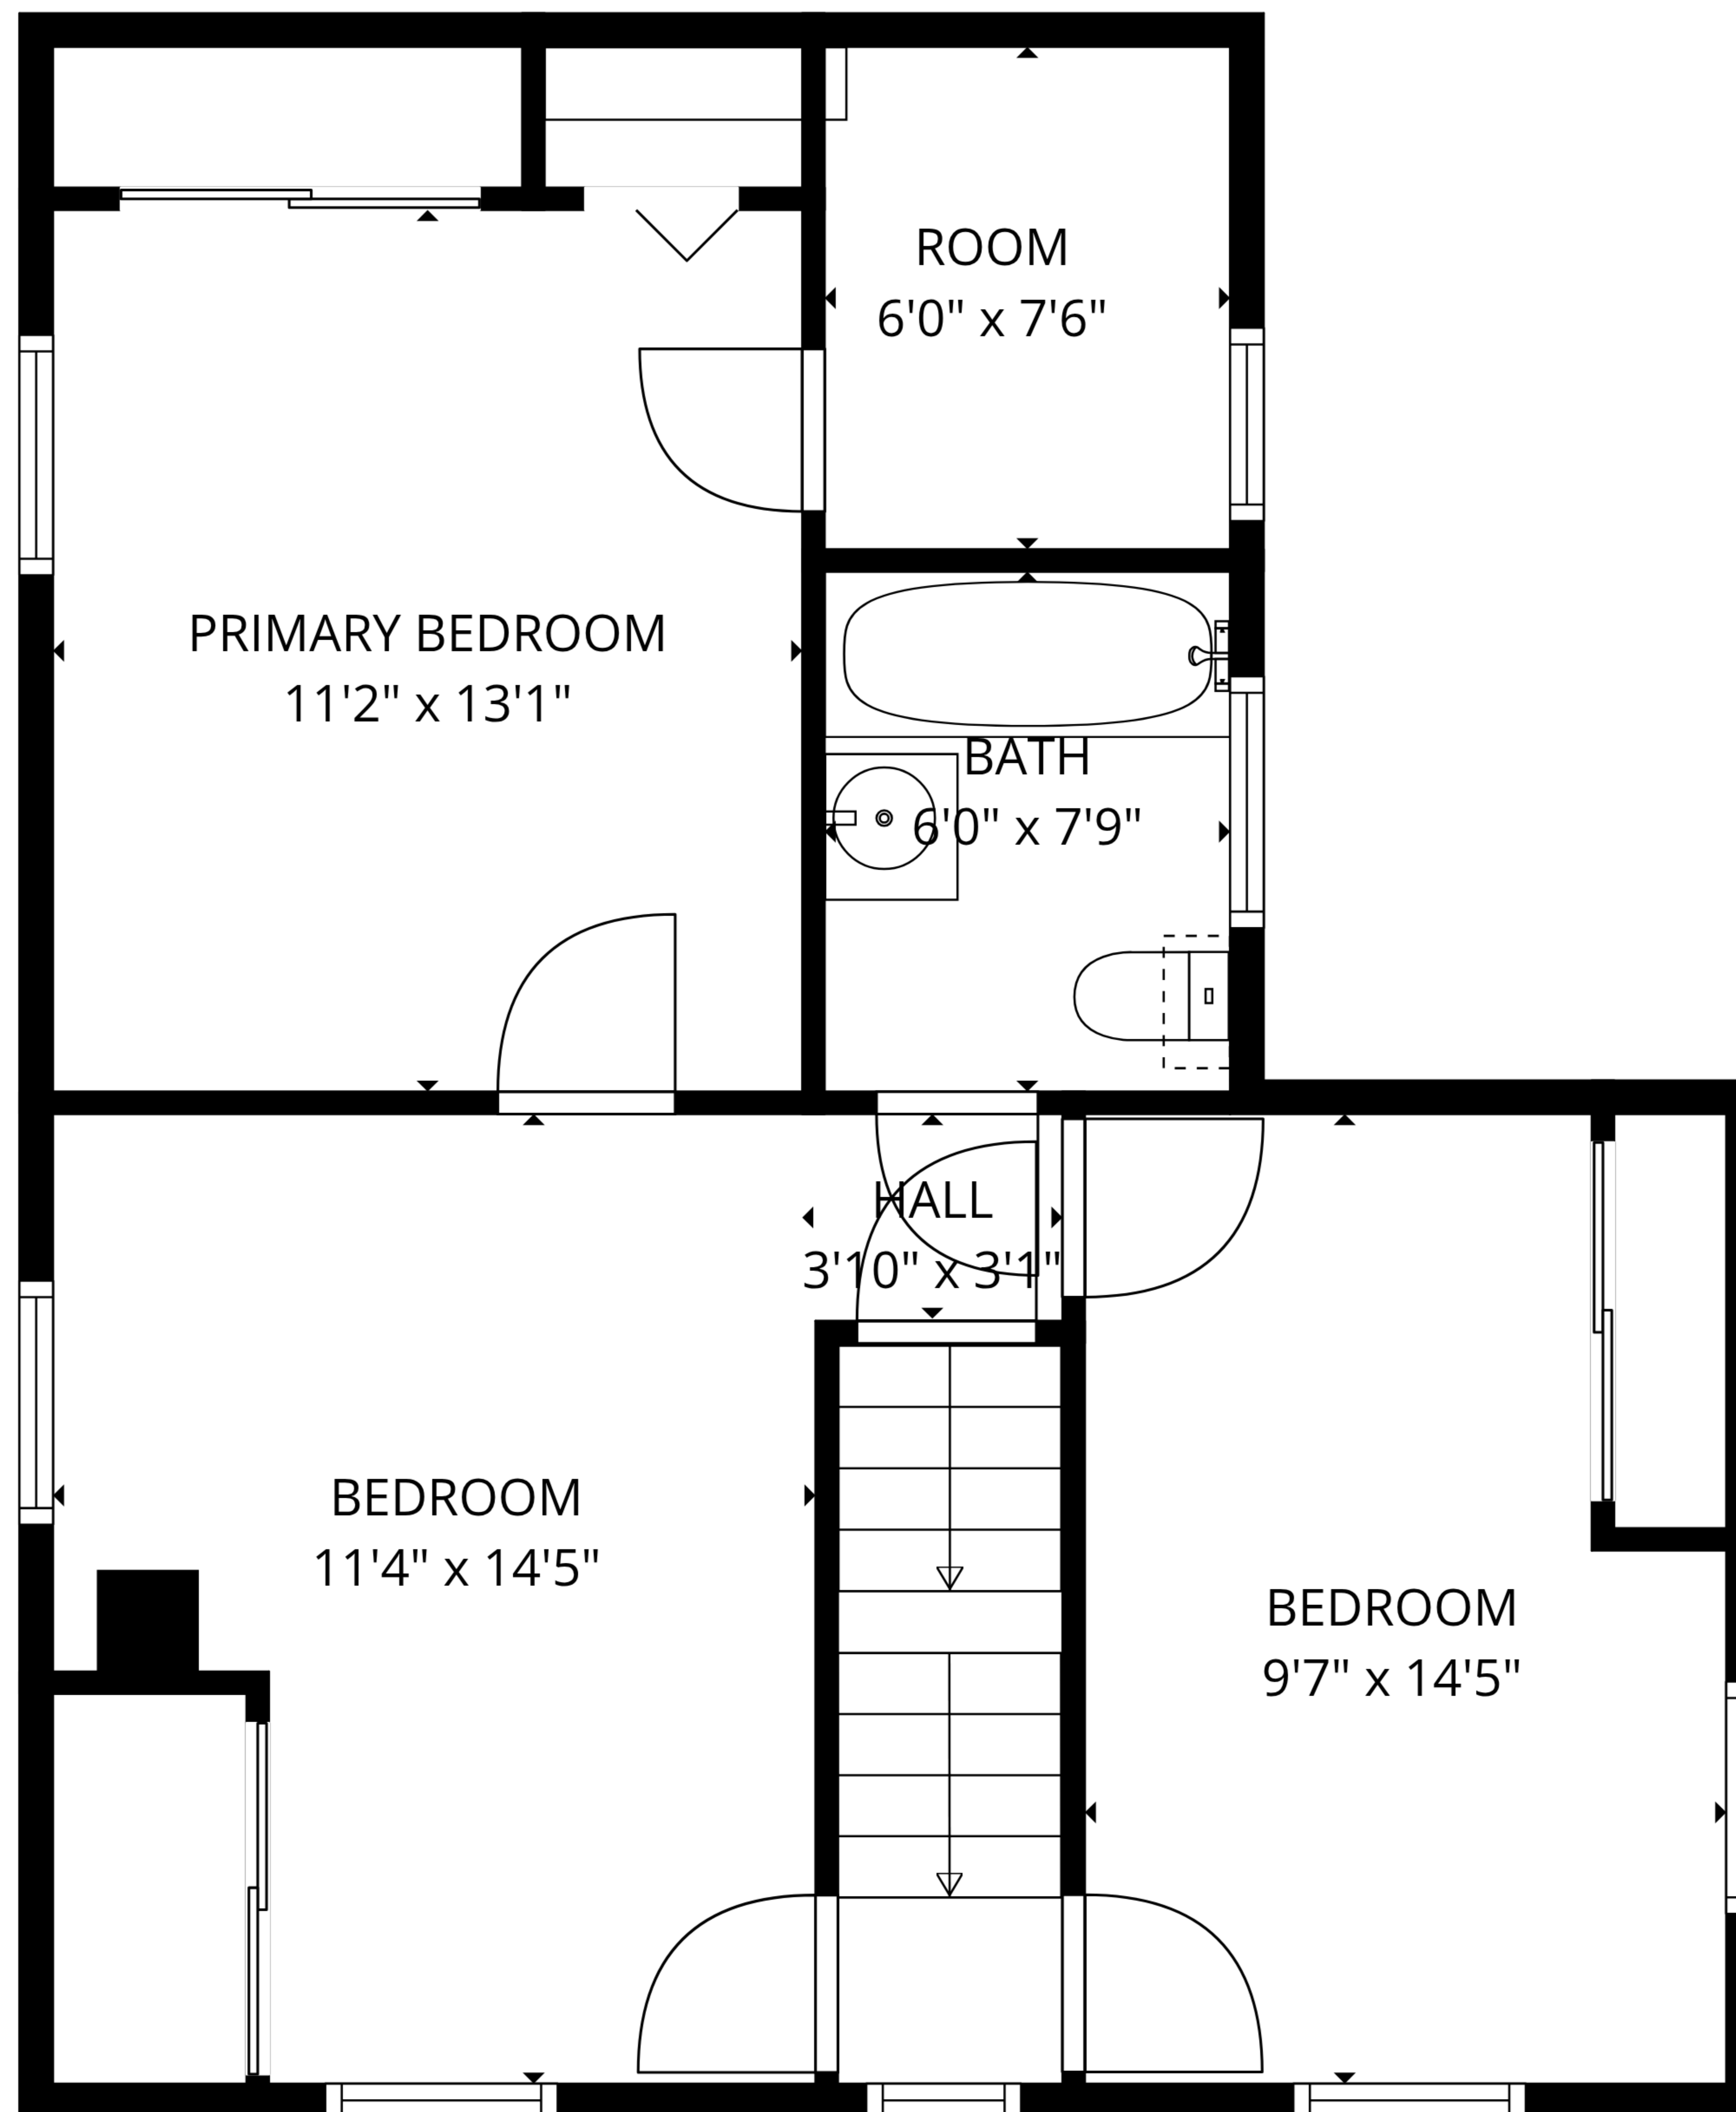 ROOM
6'0" x 7'6"
PRIMARY BEDROOM
11'2" x 13'1"
BATH
6'0" x 7'9"
HALL
3'10" x 3'1"
BEDROOM
11'4" x 14'5"
BEDROOM
9'7" x 14'5"